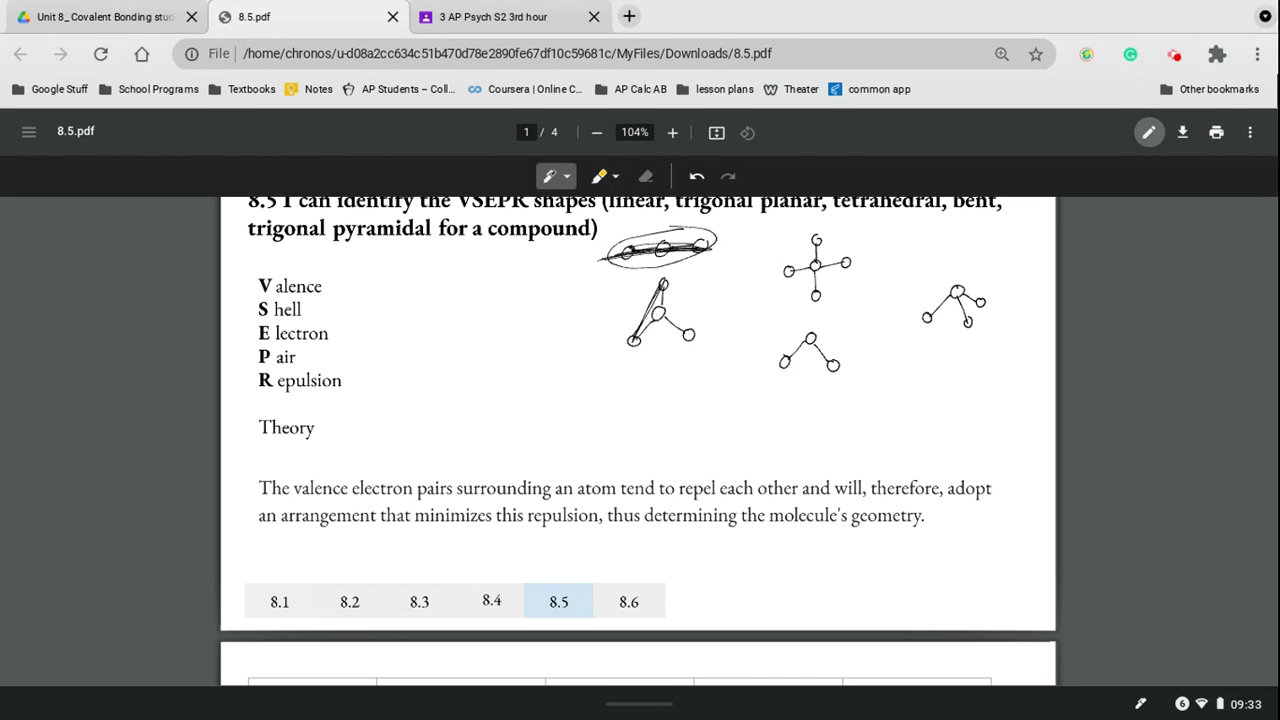 Unit 8_ Covalent Bonding stud
8.5.pdf
3 AP Psych S2 3rd hour
File /home/chronos/u-d08a2cc634c51b470d78e2890fe67df10c59681c/MyFiles/Downloads/8.5.pdf
Google Stuff School Programs Textbooks Notes AP Students – Coll... Coursera | Online C... AP Calc AB lesson plans Theater common app Other bookmarks
8.5.pdf 1 / 4 104%
8.5 I can identify the VSEPR shapes (linear, trigonal planar, tetrahedral, bent,
trigonal pyramidal for a compound)
V alence
S hell
E lectron
P air
R epulsion
Theory
The valence electron pairs surrounding an atom tend to repel each other and will, therefore, adopt
an arrangement that minimizes this repulsion, thus determining the molecule's geometry.
8.1 8.2 8.3 8.4 8.5 8.6
6 09:33